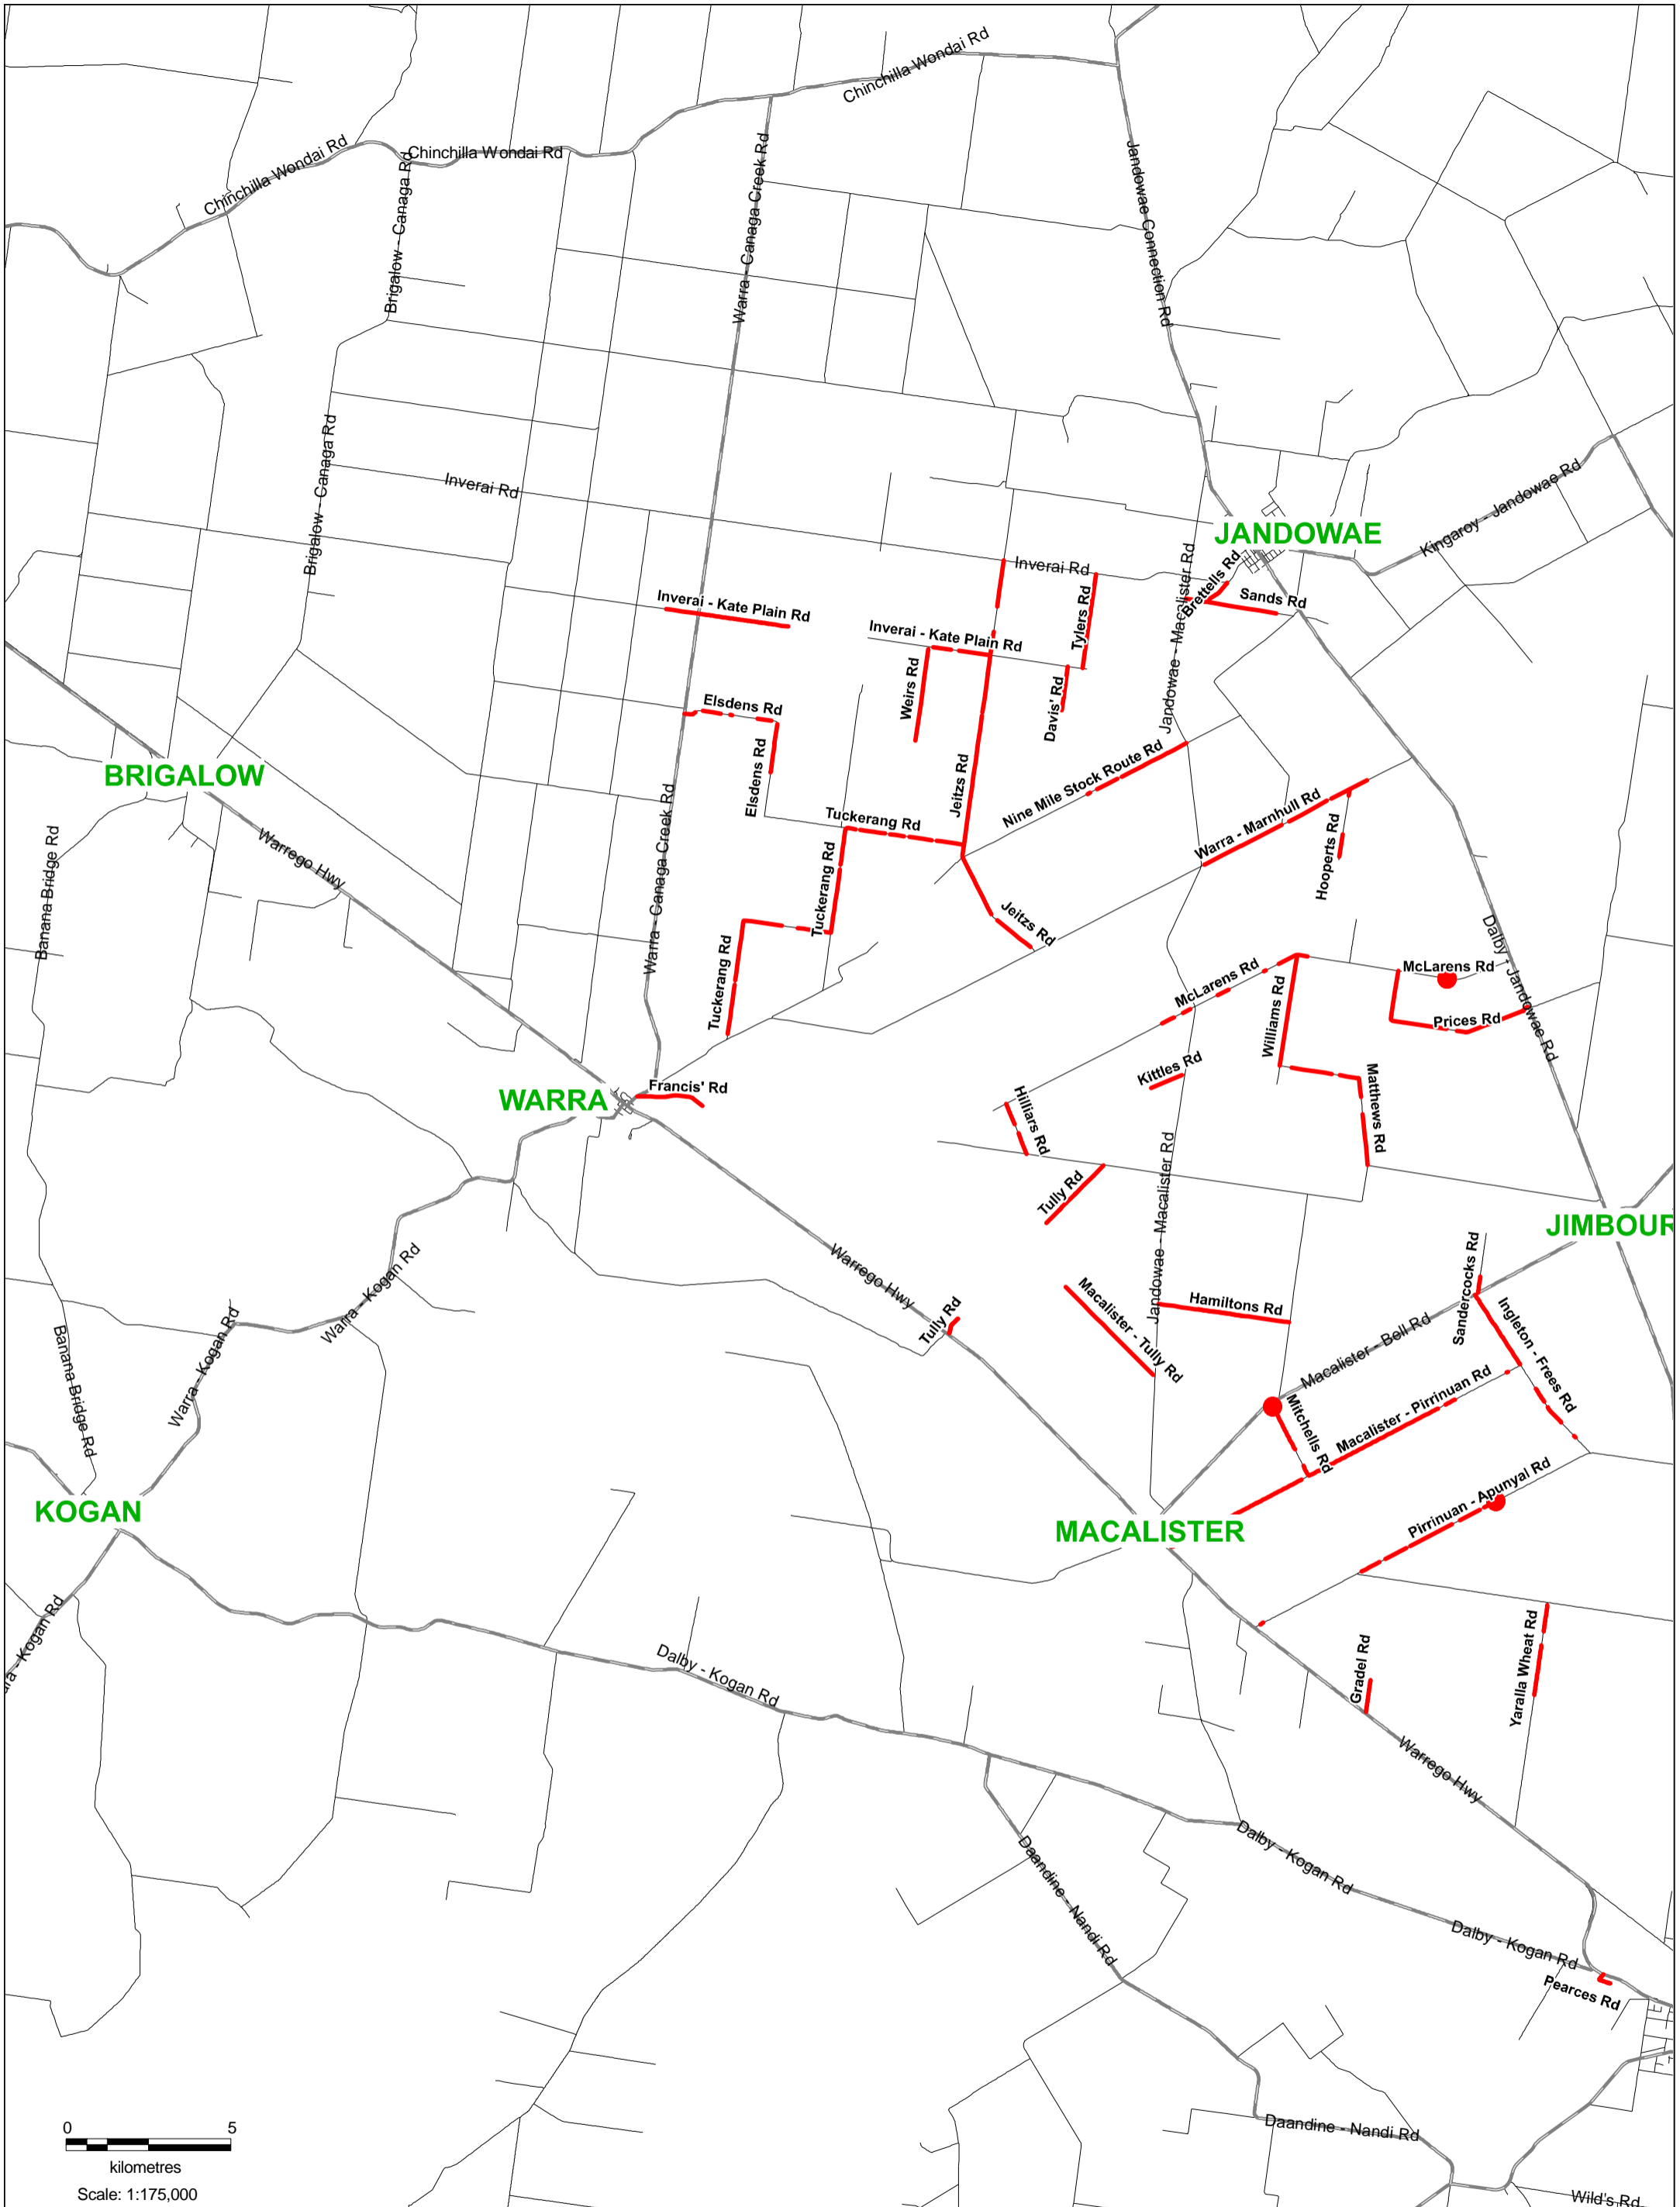 Chinchilla Wondai Rd
Chinchilla Wondai Rd
Chinchilla Wondai Rd
Brigalow - Canaga Rd
Warra - Canaga Creek Rd
Jandowae Connection Rd
Brigalow - Canaga Rd
Inverai Rd
Kingaroy - Jandowae Rd
JANDOWAE
Inverai Rd
Jandowae - Macalister Rd
Brettells Rd
Sands Rd
Tylers Rd
Inverai - Kate Plain Rd
Inverai - Kate Plain Rd
Weirs Rd
Davis' Rd
Elsdens Rd
Elsdens Rd
BRIGALOW
Jeitzs Rd
Nine Mile Stock Route Rd
Warra - Marnhull Rd
Hooperts Rd
Tuckerang Rd
Tuckerang Rd
Tuckerang Rd
Warra - Canaga Creek Rd
Warrego Hwy
Banana Bridge Rd
Jeitzs Rd
Dalby - Jandowae Rd
McLarens Rd
McLarens Rd
Williams Rd
Prices Rd
Kittles Rd
Matthews Rd
Hilliars Rd
Francis' Rd
WARRA
Jandowae - Macalister Rd
Tully Rd
JIMBOUR
Warrego Hwy
Warra - Kogan Rd
Warra - Kogan Rd
Banana Bridge Rd
Tully Rd
Macalister - Tully Rd
Hamiltons Rd
Sandercocks Rd
Ingleton - Frees Rd
Macalister - Bell Rd
Macalister - Pirrinuan Rd
Mitchells Rd
Pirrinuan - Apunyal Rd
KOGAN
MACALISTER
ra - Kogan Rd
Dalby - Kogan Rd
Gradel Rd
Yaralla Wheat Rd
Warrego Hwy
Dalby - Kogan Rd
Daandine - Nandi Rd
Dalby - Kogan Rd
Pearces Rd
Daandine - Nandi Rd
Wild's Rd
0 5
kilometres
Scale: 1:175,000